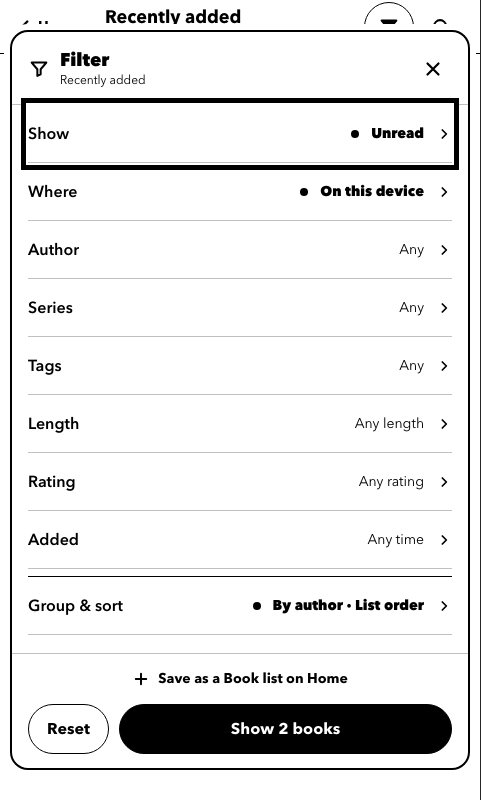 Recently added
Filter
Recently added
Show Unread
Where On this device
Author Any
Series Any
Tags Any
Length Any length
Rating Any rating
Added Any time
Group & sort By author · List order
+ Save as a Book list on Home
Reset Show 2 books